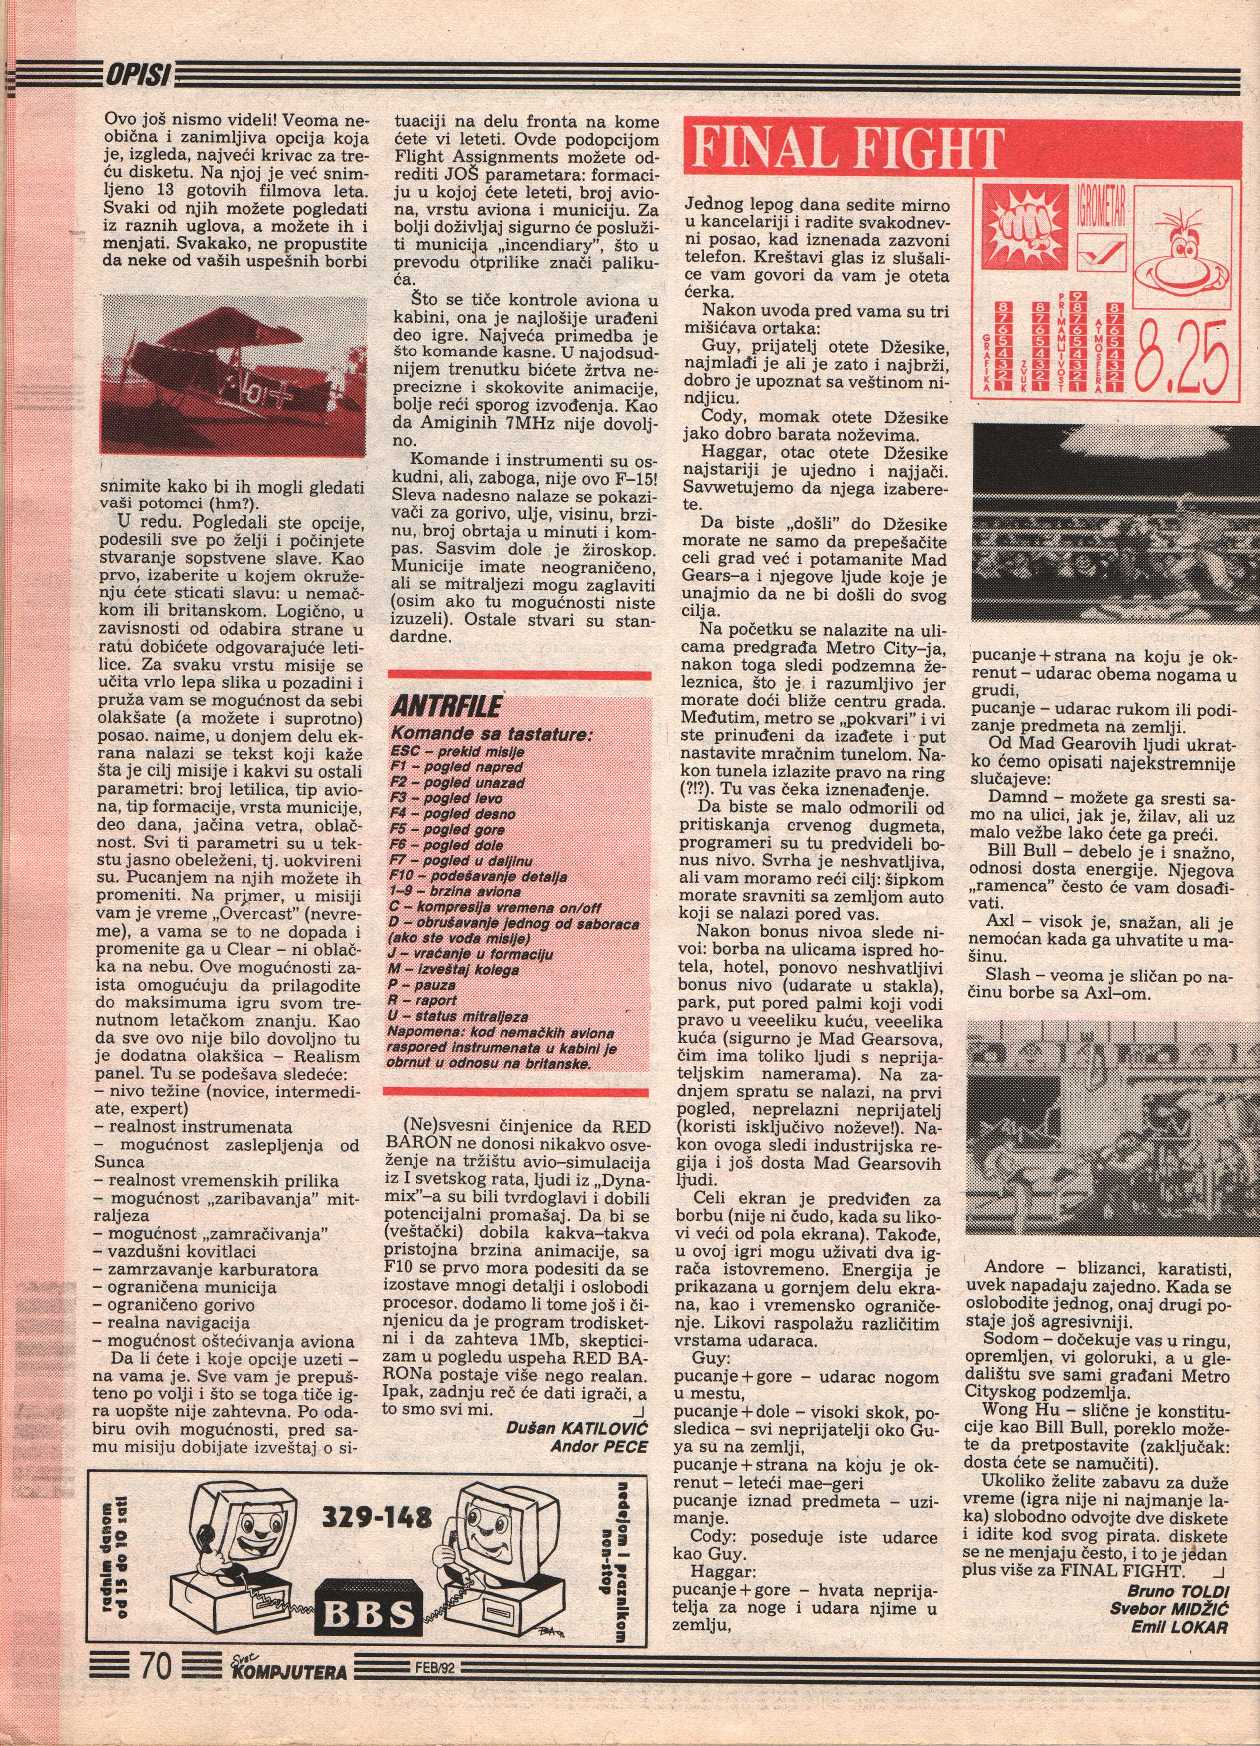 OPISI
Ovo još nismo videli! Veoma ne-
obična i zanimljiva opcija koja
je, izgleda, najveći krivac za tre-
ću disketu. Na njoj je već snim-
ljeno 13 gotovih filmova leta.
Svaki od njih možete pogledati
iz raznih uglova, a možete ih i
menjati. Svakako, ne propustite
da neke od vaših uspešnih borbi
snimite kako bi ih mogli gledati
vaši potomci (hm?).
U redu. Pogledali ste opcije,
podesili sve po želji i počinjete
stvaranje sopstvene slave. Kao
prvo, izaberite u kojem okruže-
nju ćete sticati slavu: u nemač-
kom ili britanskom. Logično, u
zavisnosti od odabira strane u
ratu dobićete odgovarajuće leti-
lice. Za svaku vrstu misije se
učita vrlo lepa slika u pozadini i
pruža vam se mogućnost da sebi
olakšate (a možete i suprotno)
posao. naime, u donjem delu ek-
rana nalazi se tekst koji kaže
šta je cilj misije i kakvi su ostali
parametri: broj letilica, tip avio-
na, tip formacije, vrsta municije,
deo dana, jačina vetra, oblač-
nost. Svi ti parametri su u tek-
stu jasno obeleženi, tj. uokvireni
su. Pucanjem na njih možete ih
promeniti. Na primer, u misiji
vam je vreme „Overcast” (nevre-
me), a vama se to ne dopada i
promenite ga u Clear – ni oblač-
ka na nebu. Ove mogućnosti za-
ista omogućuju da prilagodite
do maksimuma igru svom tre-
nutnom letačkom znanju. Kao
da sve ovo nije bilo dovoljno tu
je dodatna olakšica – Realism
panel. Tu se podešava sledeće:
– nivo težine (novice, intermedi-
ate, expert)
– realnost instrumenata
– mogućnost zaslepljenja od
Sunca
– realnost vremenskih prilika
– mogućnost „zaribavanja” mit-
raljeza
– mogućnost „zamračivanja”
– vazdušni kovitlaci
– zamrzavanje karburatora
– ograničena municija
– ograničeno gorivo
– realna navigacija
– mogućnost oštećivanja aviona
Da li ćete i koje opcije uzeti –
na vama je. Sve vam je prepuš-
teno po volji i što se toga tiče ig-
ra uopšte nije zahtevna. Po oda-
biru ovih mogućnosti, pred sa-
mu misiju dobijate izveštaj o si-
tuaciji na delu fronta na kome
ćete vi leteti. Ovde podopcijom
Flight Assignments možete od-
rediti JOŠ parametara: formaci-
ju u kojoj ćete leteti, broj avio-
na, vrstu aviona i municiju. Za
bolji doživljaj sigurno će posluži-
ti municija „incendiary”, što u
prevodu otprilike znači paliku-
ća.
Što se tiče kontrole aviona u
kabini, ona je najlošije urađeni
deo igre. Najveća primedba je
što komande kasne. U najodsud-
nijem trenutku bićete žrtva ne-
precizne i skokovite animacije,
bolje reći sporog izvođenja. Kao
da Amiginih 7MHz nije dovolj-
no.
Komande i instrumenti su os-
kudni, ali, zaboga, nije ovo F–15!
Sleva nadesno nalaze se pokazi-
vači za gorivo, ulje, visinu, brzi-
nu, broj obrtaja u minuti i kom-
pas. Sasvim dole je žiroskop.
Municije imate neograničeno,
ali se mitraljezi mogu zaglaviti
(osim ako tu mogućnosti niste
izuzeli). Ostale stvari su stan-
dardne.
ANTRFILE
Komande sa tastature:
ESC – prekid misije
F1 – pogled napred
F2 – pogled unazad
F3 – pogled levo
F4 – pogled desno
F5 – pogled gore
F6 – pogled dole
F7 – pogled u daljinu
F10 – podešavanje detalja
1–9 – brzina aviona
C – kompresija vremena on/off
D – obrušavanje jednog od saboraca
(ako ste vođa misije)
J – vraćanje u formaciju
M – izveštaj kolega
P – pauza
R – raport
U – status mitraljeza
Napomena: kod nemačkih aviona
raspored instrumenata u kabini je
obrnut u odnosu na britanske.
(Ne)svesni činjenice da RED
BARON ne donosi nikakvo osve-
ženje na tržištu avio–simulacija
iz I svetskog rata, ljudi iz „Dyna-
mix”–a su bili tvrdoglavi i dobili
potencijalni promašaj. Da bi se
(veštački) dobila kakva–takva
pristojna brzina animacije, sa
F10 se prvo mora podesiti da se
izostave mnogi detalji i oslobodi
procesor. dodamo li tome još i či-
njenicu da je program trodisket-
ni i da zahteva 1Mb, skeptici-
zam u pogledu uspeha RED BA-
RONa postaje više nego realan.
Ipak, zadnju reč će dati igrači, a
to smo svi mi.
Dušan KATILOVIĆ
Andor PECE
radnim danom
od 15 do 10 sati
329-148
BBS
nedeljom i praznikom
non-stop
FINAL FIGHT
Jednog lepog dana sedite mirno
u kancelariji i radite svakodnev-
ni posao, kad iznenada zazvoni
telefon. Kreštavi glas iz slušali-
ce vam govori da vam je oteta
ćerka.
Nakon uvoda pred vama su tri
mišićava ortaka:
Guy, prijatelj otete Džesike,
najmlađi je ali je zato i najbrži,
dobro je upoznat sa veštinom ni-
ndjicu.
Cody, momak otete Džesike
jako dobro barata noževima.
Haggar, otac otete Džesike
najstariji je ujedno i najjači.
Savwetujemo da njega izabere-
te.
Da biste „došli” do Džesike
morate ne samo da prepešačite
celi grad već i potamanite Mad
Gears–a i njegove ljude koje je
unajmio da ne bi došli do svog
cilja.
Na početku se nalazite na uli-
cama predgrađa Metro City–ja,
nakon toga sledi podzemna že-
leznica, što je i razumljivo jer
morate doći bliže centru grada.
Međutim, metro se „pokvari” i vi
ste prinuđeni da izađete i put
nastavite mračnim tunelom. Na-
kon tunela izlazite pravo na ring
(?!?). Tu vas čeka iznenađenje.
Da biste se malo odmorili od
pritiskanja crvenog dugmeta,
programeri su tu predvideli bo-
nus nivo. Svrha je neshvatljiva,
ali vam moramo reći cilj: šipkom
morate sravniti sa zemljom auto
koji se nalazi pored vas.
Nakon bonus nivoa slede ni-
voi: borba na ulicama ispred ho-
tela, hotel, ponovo neshvatljivi
bonus nivo (udarate u stakla),
park, put pored palmi koji vodi
pravo u veeeliku kuću, veeelika
kuća (sigurno je Mad Gearsova,
čim ima toliko ljudi s neprija-
teljskim namerama). Na za-
dnjem spratu se nalazi, na prvi
pogled, neprelazni neprijatelj
(koristi isključivo noževe!). Na-
kon ovoga sledi industrijska re-
gija i još dosta Mad Gearsovih
ljudi.
Celi ekran je predviđen za
borbu (nije ni čudo, kada su liko-
vi veći od pola ekrana). Takođe,
u ovoj igri mogu uživati dva ig-
rača istovremeno. Energija je
prikazana u gornjem delu ekra-
na, kao i vremensko ograniče-
nje. Likovi raspolažu različitim
vrstama udaraca.
Guy:
pucanje+gore – udarac nogom
u mestu,
pucanje+dole – visoki skok, po-
sledica – svi neprijatelji oko Gu-
ya su na zemlji,
pucanje+strana na koju je ok-
renut – leteći mae–geri
pucanje iznad predmeta – uzi-
manje.
Cody: poseduje iste udarce
kao Guy.
Haggar:
pucanje+gore – hvata neprija-
telja za noge i udara njime u
zemlju,
IGROMETAR
GRAFIKA 8 7 6 5 4 3 2 1
ZVUK 8 7 6 5 4 3 2 1
PRIMAMLJIVOST 9 8 7 6 5 4 3 2 1
ATMOSFERA 8 7 6 5 4 3 2 1
8.25
pucanje+strana na koju je ok-
renut – udarac obema nogama u
grudi,
pucanje – udarac rukom ili podi-
zanje predmeta na zemlji.
Od Mad Gearovih ljudi ukrat-
ko ćemo opisati najekstremnije
slučajeve:
Damnd – možete ga sresti sa-
mo na ulici, jak je, žilav, ali uz
malo vežbe lako ćete ga preći.
Bill Bull – debelo je i snažno,
odnosi dosta energije. Njegova
„ramenca” često će vam dosađi-
vati.
Axl – visok je, snažan, ali je
nemoćan kada ga uhvatite u ma-
šinu.
Slash – veoma je sličan po na-
činu borbe sa Axl–om.
Andore – blizanci, karatisti,
uvek napadaju zajedno. Kada se
oslobodite jednog, onaj drugi po-
staje još agresivniji.
Sodom – dočekuje vas u ringu,
opremljen, vi goloruki, a u gle-
dalištu sve sami građani Metro
Cityskog podzemlja.
Wong Hu – slične je konstitu-
cije kao Bill Bull, poreklo može-
te da pretpostavite (zaključak:
dosta ćete se namučiti).
Ukoliko želite zabavu za duže
vreme (igra nije ni najmanje la-
ka) slobodno odvojte dve diskete
i idite kod svog pirata. diskete
se ne menjaju često, i to je jedan
plus više za FINAL FIGHT.
Bruno TOLDI
Svebor MIDŽIĆ
Emil LOKAR
70 Svet KOMPJUTERA FEB/92